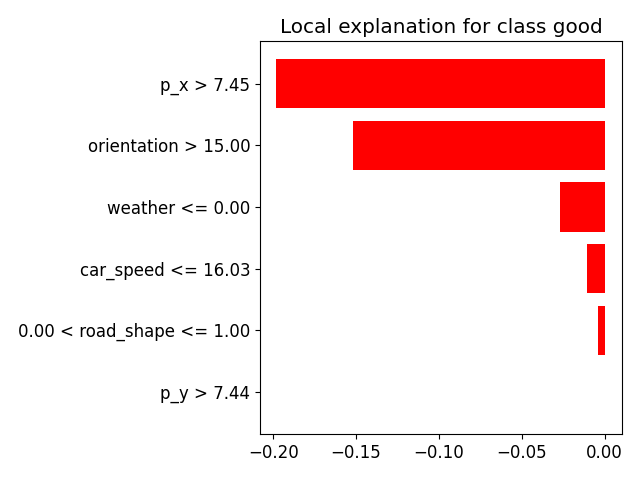 Local explanation for class good
p_x > 7.45
orientation > 15.00
weather <= 0.00
car_speed <= 16.03
0.00 < road_shape <= 1.00
p_y > 7.44
−0.20 −0.15 −0.10 −0.05 0.00